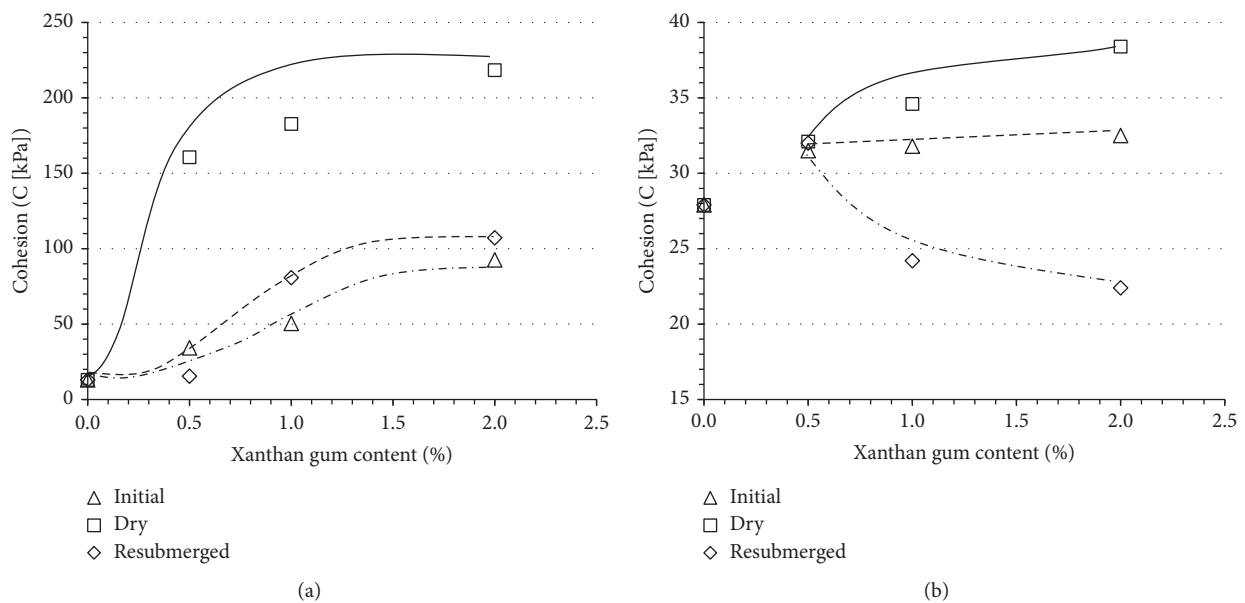 250
200
150
100
50
0
Cohesion (C [kPa])
0.0 0.5 1.0 1.5 2.0 2.5
Xanthan gum content (%)
Initial
Dry
Resubmerged
(a)
40
35
30
25
20
15
Cohesion (C [kPa])
0.0 0.5 1.0 1.5 2.0 2.5
Xanthan gum content (%)
Initial
Dry
Resubmerged
(b)